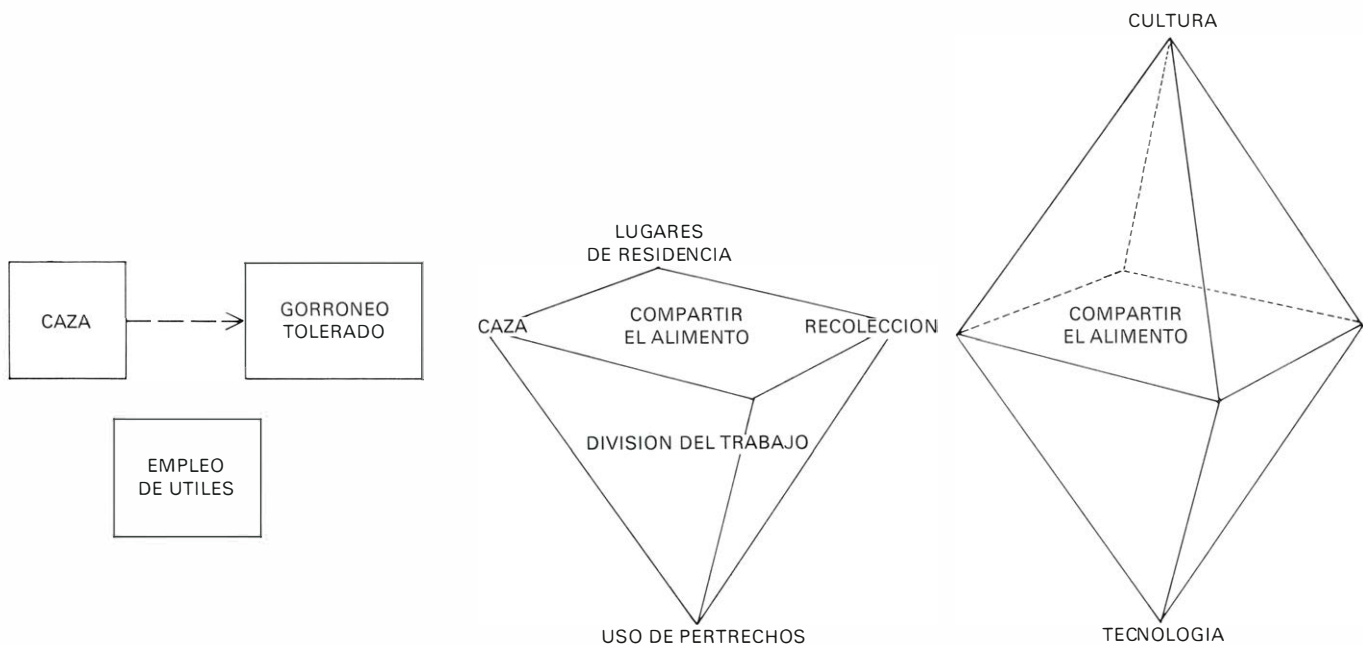 CAZA
GORRONEO
TOLERADO
EMPLEO
DE UTILES
LUGARES
DE RESIDENCIA
CAZA
COMPARTIR
EL ALIMENTO
RECOLECCION
DIVISION DEL TRABAJO
USO DE PERTRECHOS
CULTURA
COMPARTIR
EL ALIMENTO
TECNOLOGIA